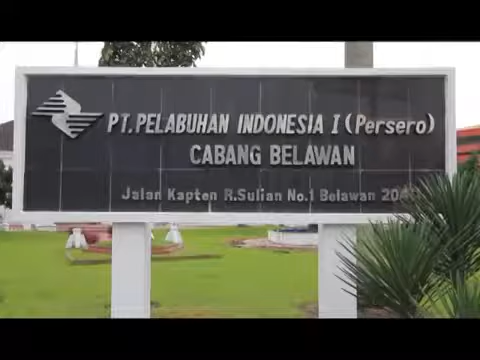 PT. PELABUHAN INDONESIA I (Persero)
CABANG BELAWAN
Jalan Kapten R.Sulian No.1 Belawan